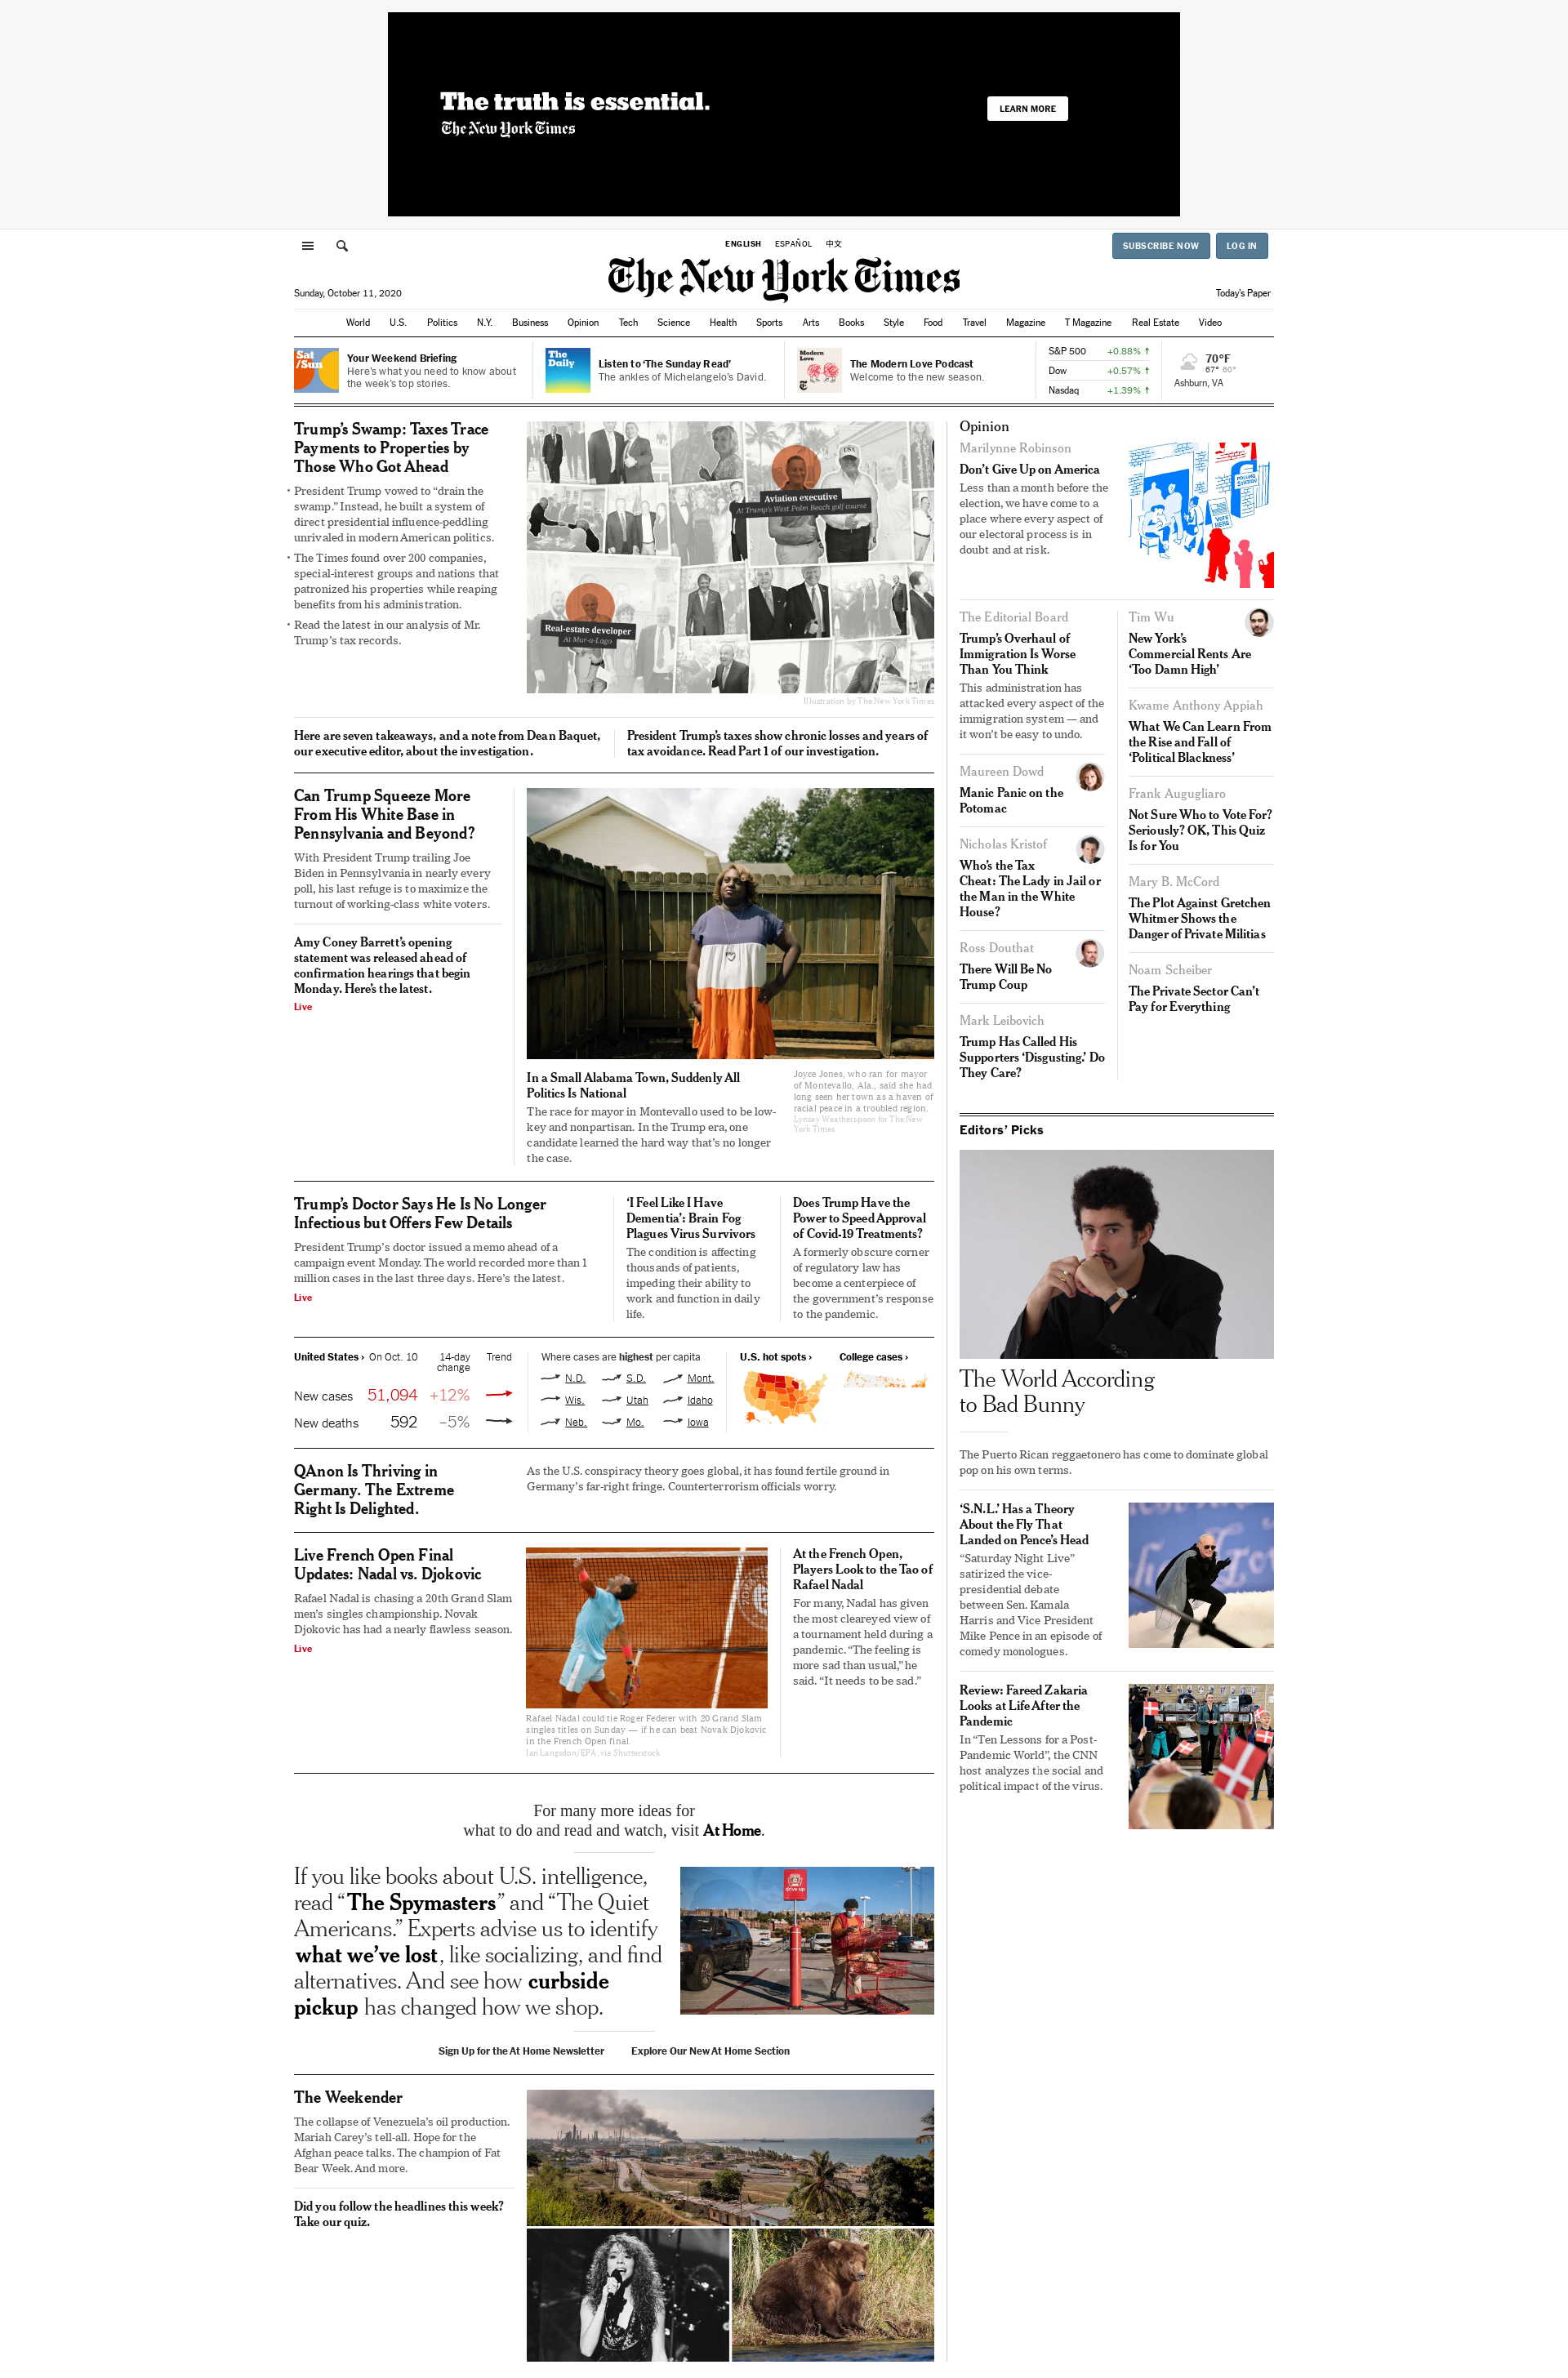 The truth is essential.
The New York Times
LEARN MORE
ENGLISH ESPAÑOL 中文
SUBSCRIBE NOW LOG IN
The New York Times
Sunday, October 11, 2020
Today's Paper
World U.S. Politics N.Y. Business Opinion Tech Science Health Sports Arts Books Style Food Travel Magazine T Magazine Real Estate Video
Sat
/Sun
Your Weekend Briefing
Here's what you need to know about
the week's top stories.
The
Daily
Listen to ‘The Sunday Read’
The ankles of Michelangelo's David.
Modern
Love
The Modern Love Podcast
Welcome to the new season.
S&P 500 +0.88% ↑
Dow +0.57% ↑
Nasdaq +1.39% ↑
70°F
67° 60°
Ashburn, VA
Trump’s Swamp: Taxes Trace
Payments to Properties by
Those Who Got Ahead
• President Trump vowed to “drain the
swamp.” Instead, he built a system of
direct presidential influence-peddling
unrivaled in modern American politics.
• The Times found over 200 companies,
special-interest groups and nations that
patronized his properties while reaping
benefits from his administration.
• Read the latest in our analysis of Mr.
Trump’s tax records.
USA
Aviation executive
At Trump's West Palm Beach golf course
Real-estate developer
At Mar-a-Lago
Illustration by The New York Times
Here are seven takeaways, and a note from Dean Baquet,
our executive editor, about the investigation.
President Trump’s taxes show chronic losses and years of
tax avoidance. Read Part 1 of our investigation.
Can Trump Squeeze More
From His White Base in
Pennsylvania and Beyond?
With President Trump trailing Joe
Biden in Pennsylvania in nearly every
poll, his last refuge is to maximize the
turnout of working-class white voters.
Amy Coney Barrett’s opening
statement was released ahead of
confirmation hearings that begin
Monday. Here’s the latest.
Live
In a Small Alabama Town, Suddenly All
Politics Is National
The race for mayor in Montevallo used to be low-
key and nonpartisan. In the Trump era, one
candidate learned the hard way that’s no longer
the case.
Joyce Jones, who ran for mayor
of Montevallo, Ala., said she had
long seen her town as a haven of
racial peace in a troubled region.
Lynsey Weatherspoon for The New
York Times
Trump’s Doctor Says He Is No Longer
Infectious but Offers Few Details
President Trump’s doctor issued a memo ahead of a
campaign event Monday. The world recorded more than 1
million cases in the last three days. Here’s the latest.
Live
‘I Feel Like I Have
Dementia’: Brain Fog
Plagues Virus Survivors
The condition is affecting
thousands of patients,
impeding their ability to
work and function in daily
life.
Does Trump Have the
Power to Speed Approval
of Covid-19 Treatments?
A formerly obscure corner
of regulatory law has
become a centerpiece of
the government’s response
to the pandemic.
United States › On Oct. 10 14-day Trend
change
New cases 51,094 +12%
New deaths 592 –5%
Where cases are highest per capita
N.D. S.D. Mont.
Wis. Utah Idaho
Neb. Mo. Iowa
U.S. hot spots › College cases ›
QAnon Is Thriving in
Germany. The Extreme
Right Is Delighted.
As the U.S. conspiracy theory goes global, it has found fertile ground in
Germany’s far-right fringe. Counterterrorism officials worry.
Live French Open Final
Updates: Nadal vs. Djokovic
Rafael Nadal is chasing a 20th Grand Slam
men’s singles championship. Novak
Djokovic has had a nearly flawless season.
Live
Rafael Nadal could tie Roger Federer with 20 Grand Slam
singles titles on Sunday — if he can beat Novak Djokovic
in the French Open final.
Ian Langsdon/EPA, via Shutterstock
At the French Open,
Players Look to the Tao of
Rafael Nadal
For many, Nadal has given
the most cleareyed view of
a tournament held during a
pandemic. “The feeling is
more sad than usual,” he
said. “It needs to be sad.”
For many more ideas for
what to do and read and watch, visit At Home.
If you like books about U.S. intelligence,
read “The Spymasters” and “The Quiet
Americans.” Experts advise us to identify
what we’ve lost, like socializing, and find
alternatives. And see how curbside
pickup has changed how we shop.
Sign Up for the At Home Newsletter Explore Our New At Home Section
The Weekender
The collapse of Venezuela’s oil production.
Mariah Carey’s tell-all. Hope for the
Afghan peace talks. The champion of Fat
Bear Week. And more.
Did you follow the headlines this week?
Take our quiz.
Opinion
Marilynne Robinson
Don’t Give Up on America
Less than a month before the
election, we have come to a
place where every aspect of
our electoral process is in
doubt and at risk.
POLLING
STATION
VOTE
HERE
The Editorial Board
Trump’s Overhaul of
Immigration Is Worse
Than You Think
This administration has
attacked every aspect of the
immigration system — and
it won’t be easy to undo.
Maureen Dowd
Manic Panic on the
Potomac
Nicholas Kristof
Who’s the Tax
Cheat: The Lady in Jail or
the Man in the White
House?
Ross Douthat
There Will Be No
Trump Coup
Mark Leibovich
Trump Has Called His
Supporters ‘Disgusting.’ Do
They Care?
Tim Wu
New York’s
Commercial Rents Are
‘Too Damn High’
Kwame Anthony Appiah
What We Can Learn From
the Rise and Fall of
‘Political Blackness’
Frank Augugliaro
Not Sure Who to Vote For?
Seriously? OK, This Quiz
Is for You
Mary B. McCord
The Plot Against Gretchen
Whitmer Shows the
Danger of Private Militias
Noam Scheiber
The Private Sector Can’t
Pay for Everything
Editors’ Picks
The World According
to Bad Bunny
The Puerto Rican reggaetonero has come to dominate global
pop on his own terms.
‘S.N.L.’ Has a Theory
About the Fly That
Landed on Pence’s Head
“Saturday Night Live”
satirized the vice-
presidential debate
between Sen. Kamala
Harris and Vice President
Mike Pence in an episode of
comedy monologues.
Review: Fareed Zakaria
Looks at Life After the
Pandemic
In “Ten Lessons for a Post-
Pandemic World”, the CNN
host analyzes the social and
political impact of the virus.